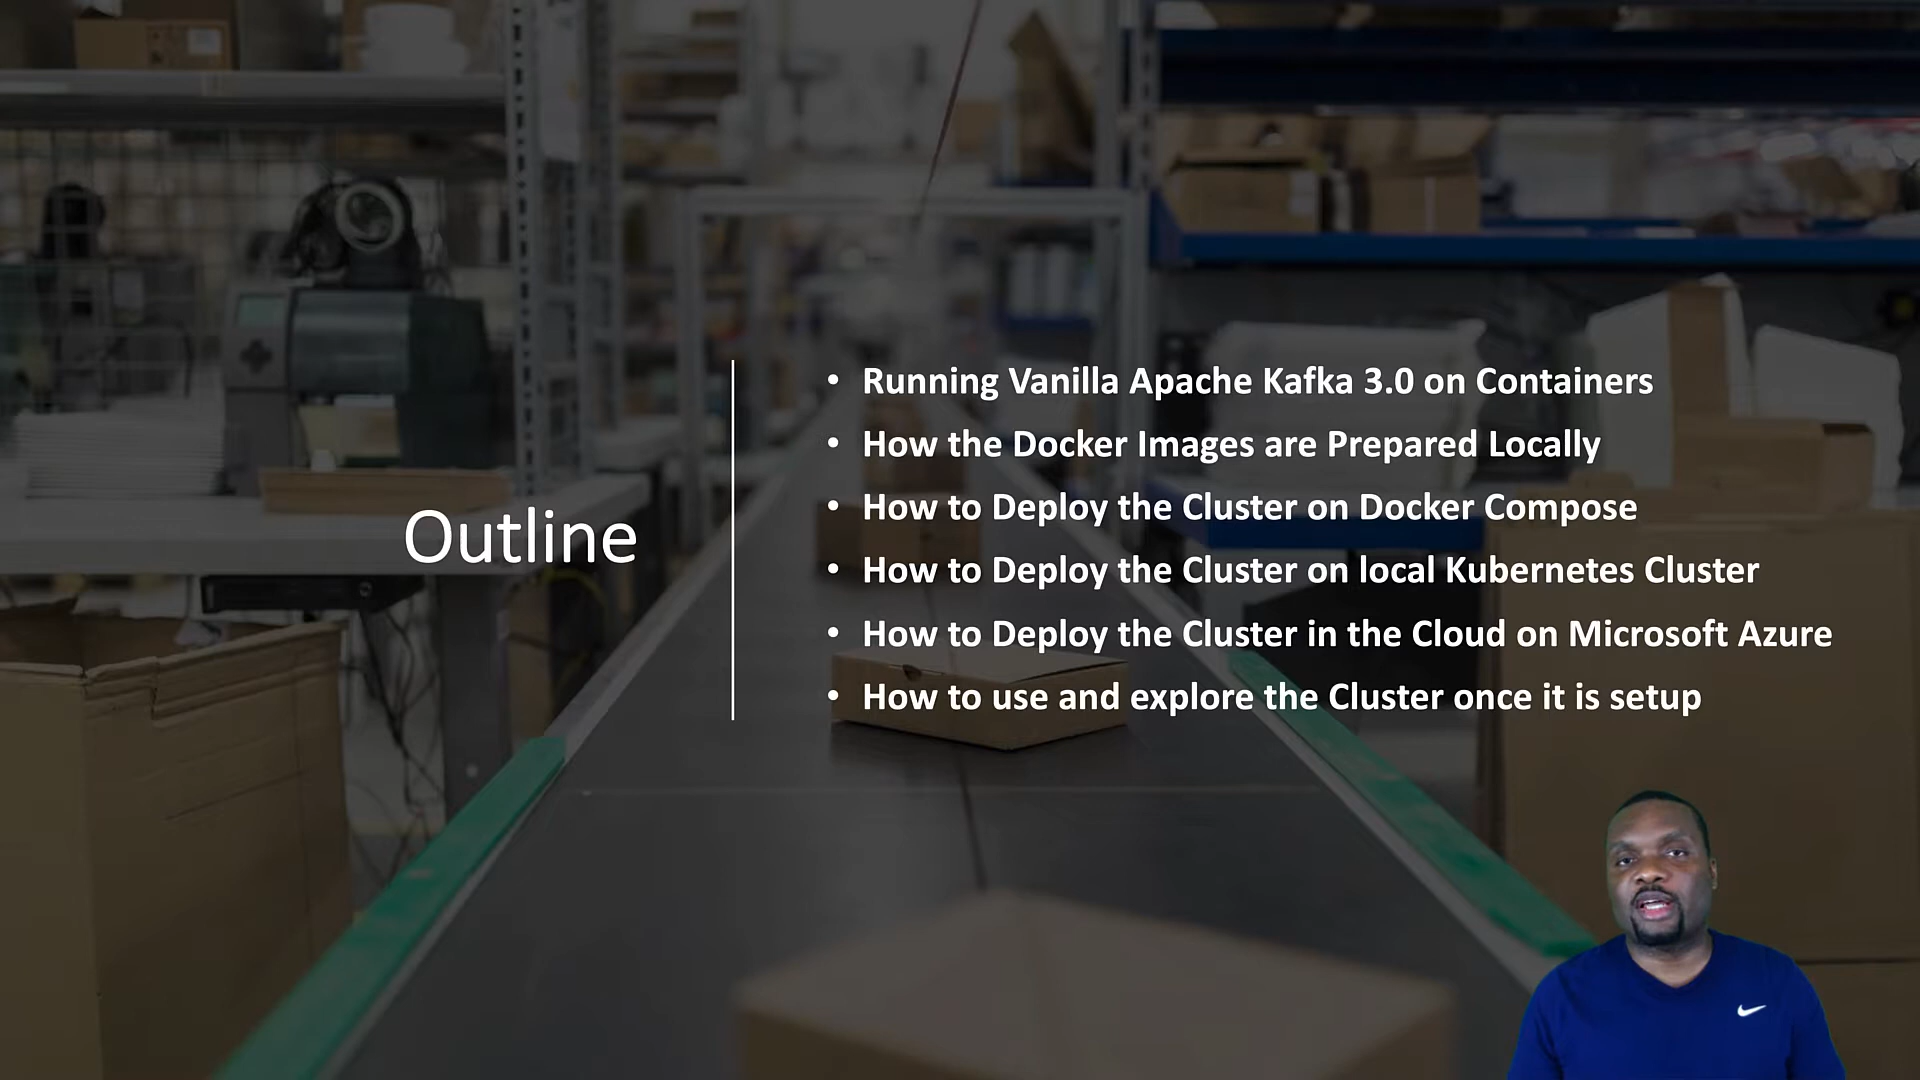 Outline
Running Vanilla Apache Kafka 3.0 on Containers
How the Docker Images are Prepared Locally
How to Deploy the Cluster on Docker Compose
How to Deploy the Cluster on local Kubernetes Cluster
How to Deploy the Cluster in the Cloud on Microsoft Azure
How to use and explore the Cluster once it is setup